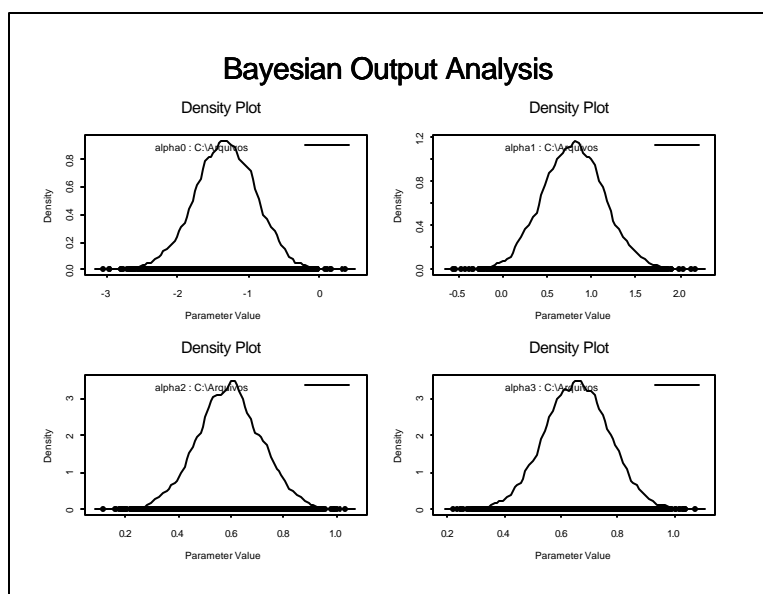 Bayesian Output Analysis
Density Plot
alpha0 : C:\Arquivos
Density
0.0 0.2 0.4 0.6 0.8
-3 -2 -1 0
Parameter Value
Density Plot
alpha1 : C:\Arquivos
Density
0.0 0.4 0.8 1.2
-0.5 0.0 0.5 1.0 1.5 2.0
Parameter Value
Density Plot
alpha2 : C:\Arquivos
Density
0 1 2 3
0.2 0.4 0.6 0.8 1.0
Parameter Value
Density Plot
alpha3 : C:\Arquivos
Density
0 1 2 3
0.2 0.4 0.6 0.8 1.0
Parameter Value